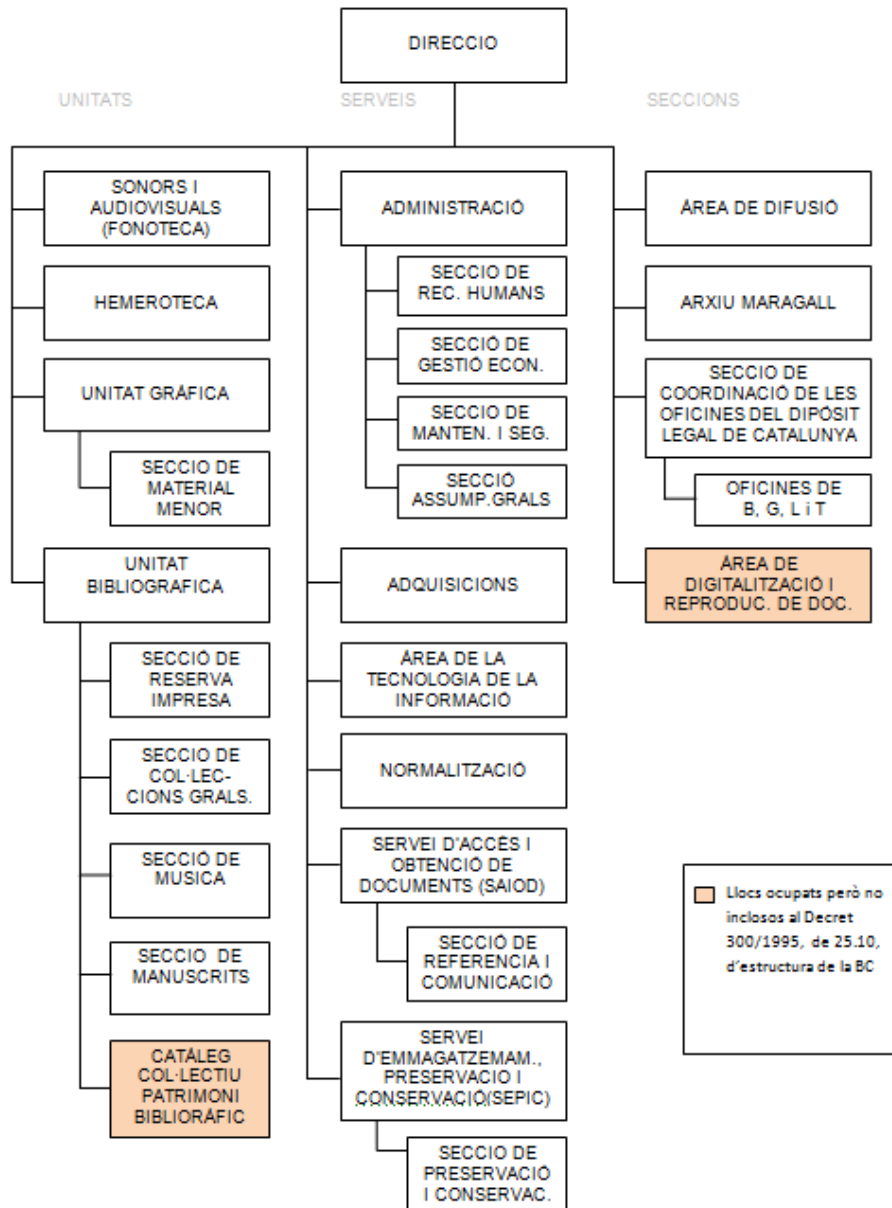 DIRECCIO
UNITATS
SERVEIS
SECCIONS
SONORS I
AUDIOVISUALS
(FONOTECA)
HEMEROTECA
UNITAT GRÀFICA
SECCIO DE
MATERIAL
MENOR
UNITAT
BIBLIOGRAFICA
SECCIÓ DE
RESERVA
IMPRESA
SECCIO DE
COL·LEC-
CIONS GRALS.
SECCIÓ DE
MUSICA
SECCIO DE
MANUSCRITS
CATÀLEG
COL·LECTIU
PATRIMONI
BIBLIORÀFIC
ADMINISTRACIÓ
SECCIO DE
REC. HUMANS
SECCIÓ DE
GESTIÓ ECON.
SECCIO DE
MANTEN. I SEG.
SECCIÓ
ASSUMP.GRALS
ADQUISICIONS
ÀREA DE LA
TECNOLOGIA DE LA
INFORMACIÓ
NORMALITZACIÓ
SERVEI D'ACCÉS I
OBTENCIÓ DE
DOCUMENTS (SAIOD)
SECCIÓ DE
REFERENCIA I
COMUNICACIÓ
SERVEI
D'EMMAGATZEMAM.,
PRESERVACIO I
CONSERVACIÓ(SEPIC)
SECCIO DE
PRESERVACIÓ
I CONSERVAC.
ÀREA DE DIFUSIÓ
ARXIU MARAGALL
SECCIO DE
COORDINACIÓ DE LES
OFICINES DEL DIPÒSIT
LEGAL DE CATALUNYA
OFICINES DE
B, G, L i T
ÀREA DE
DIGITALITZACIÓ I
REPRODUC. DE DOC.
Llocs ocupats però no
inclosos al Decret
300/1995, de 25.10,
d'estructura de la BC